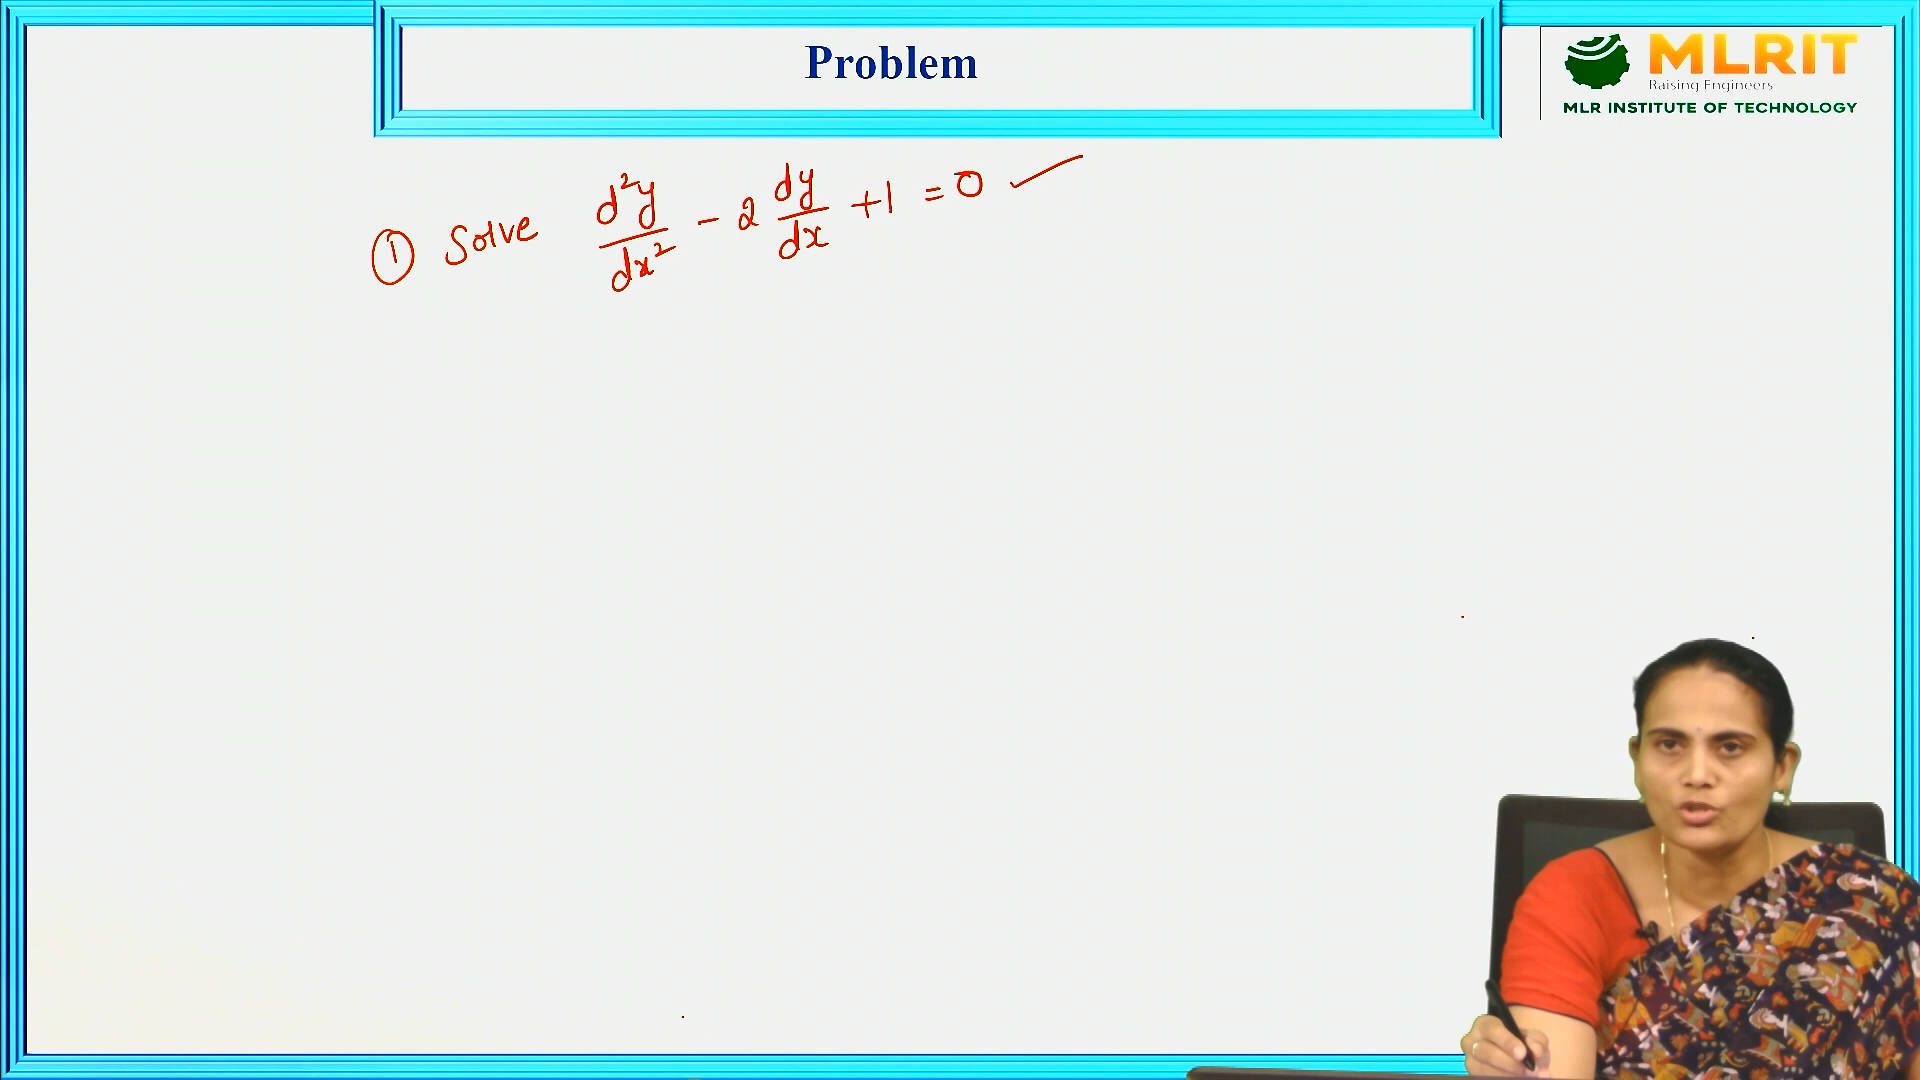 Problem
MLRIT
Raising Engineers
MLR INSTITUTE OF TECHNOLOGY
① Solve d²y/dx² - 2 dy/dx + 1 = 0 ✓